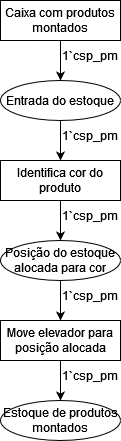 Caixa com produtos
montados
1`csp_pm
Entrada do estoque
1`csp_pm
Identifica cor do
produto
1`csp_pm
Posição do estoque
alocada para cor
1`csp_pm
Move elevador para
posição alocada
1`csp_pm
Estoque de produtos
montados